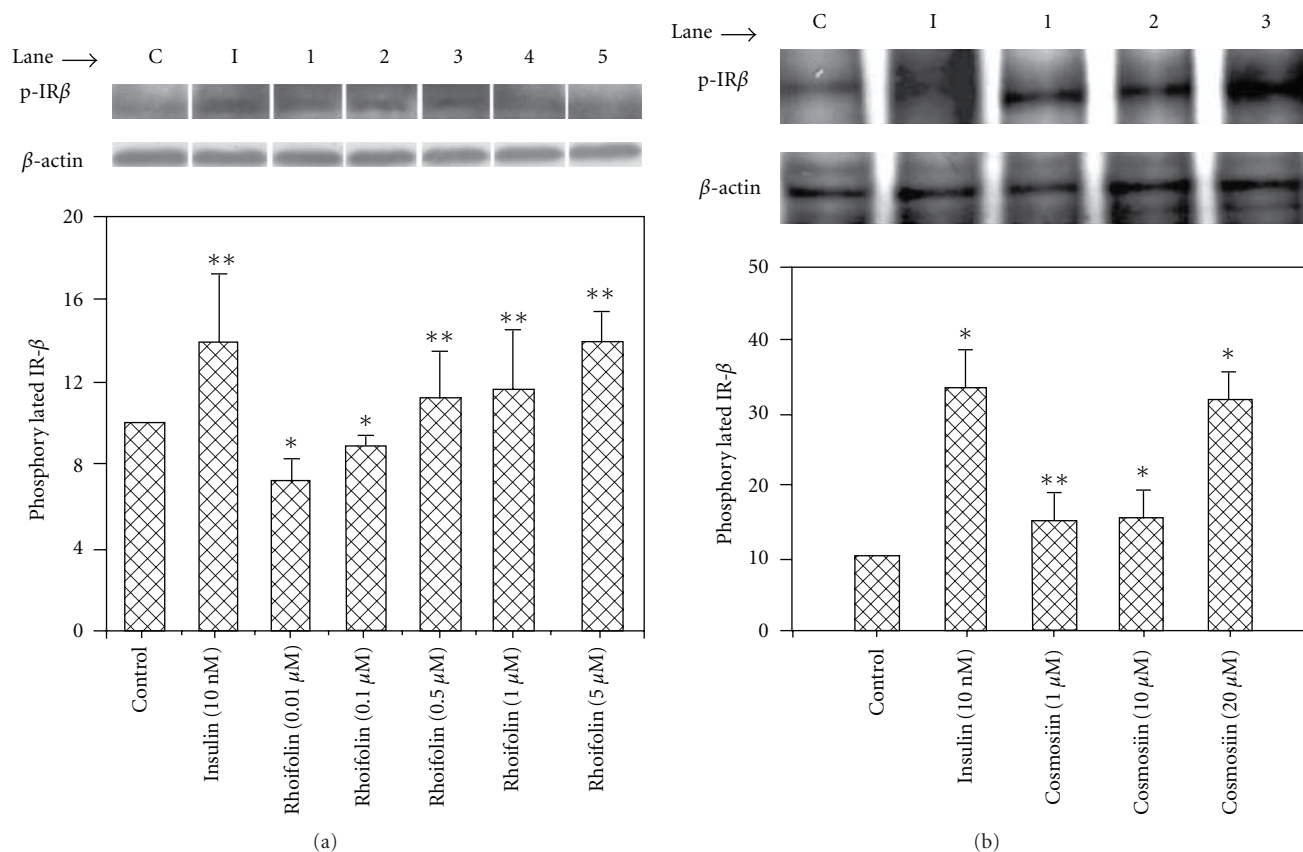 Lane → C I 1 2 3 4 5
p-IRβ
β-actin
20
16
12
8
4
0
Phosphory lated IR-β
** * * ** ** **
Control
Insulin (10 nM)
Rhoifolin (0.01 μM)
Rhoifolin (0.1 μM)
Rhoifolin (0.5 μM)
Rhoifolin (1 μM)
Rhoifolin (5 μM)
(a)
Lane → C I 1 2 3
p-IRβ
β-actin
50
40
30
20
10
0
Phosphory lated IR-β
* ** * *
Control
Insulin (10 nM)
Cosmosiin (1 μM)
Cosmosiin (10 μM)
Cosmosiin (20 μM)
(b)